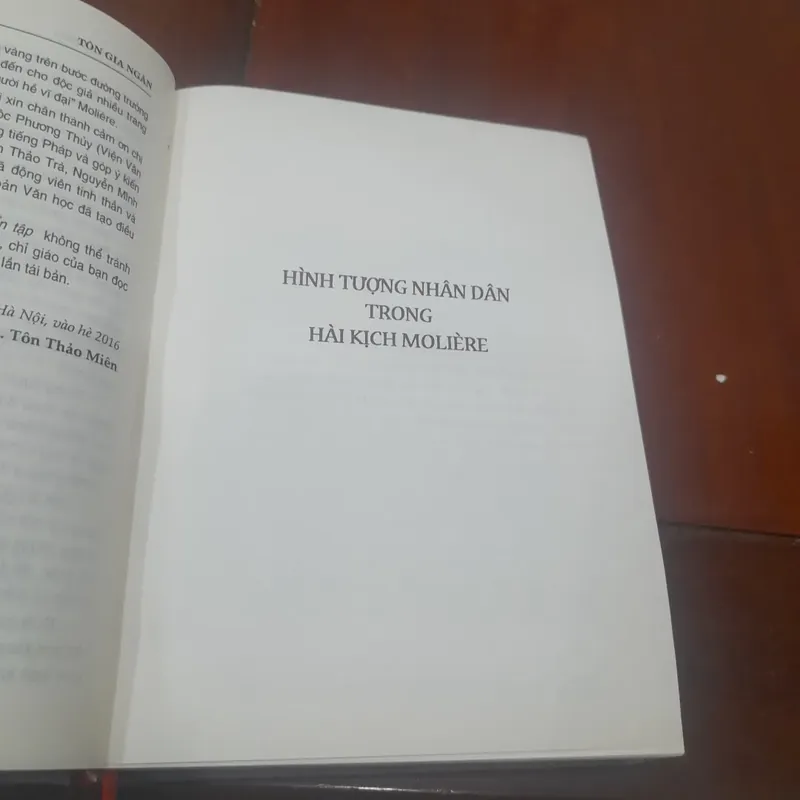 TÔN GIA NGÂN
vàng trên bước đường trường
đến cho độc giả nhiều trang
vĩ đại" Molière.
xin chân thành cảm ơn chị
Phương Thủy (Viện Văn
tiếng Pháp và góp ý kiến
Thảo Trà, Nguyễn Minh
động viên tinh thần và
bản Văn học đã tạo điều
tập không thể tránh
, chỉ giáo của bạn đọc
lần tái bản.
Hà Nội, vào hè 2016
. Tôn Thảo Miên
HÌNH TƯỢNG NHÂN DÂN
TRONG
HÀI KỊCH MOLIÈRE